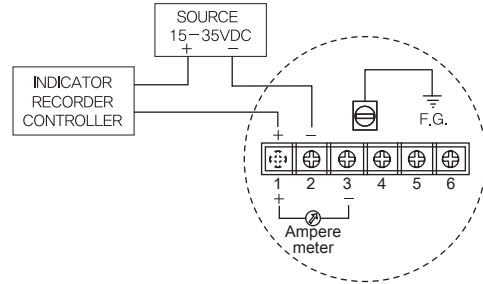 SOURCE
15-35VDC
+ −
INDICATOR
RECORDER
CONTROLLER
F.G.
+ −
1 2 3 4 5 6
+ −
Ampere
meter